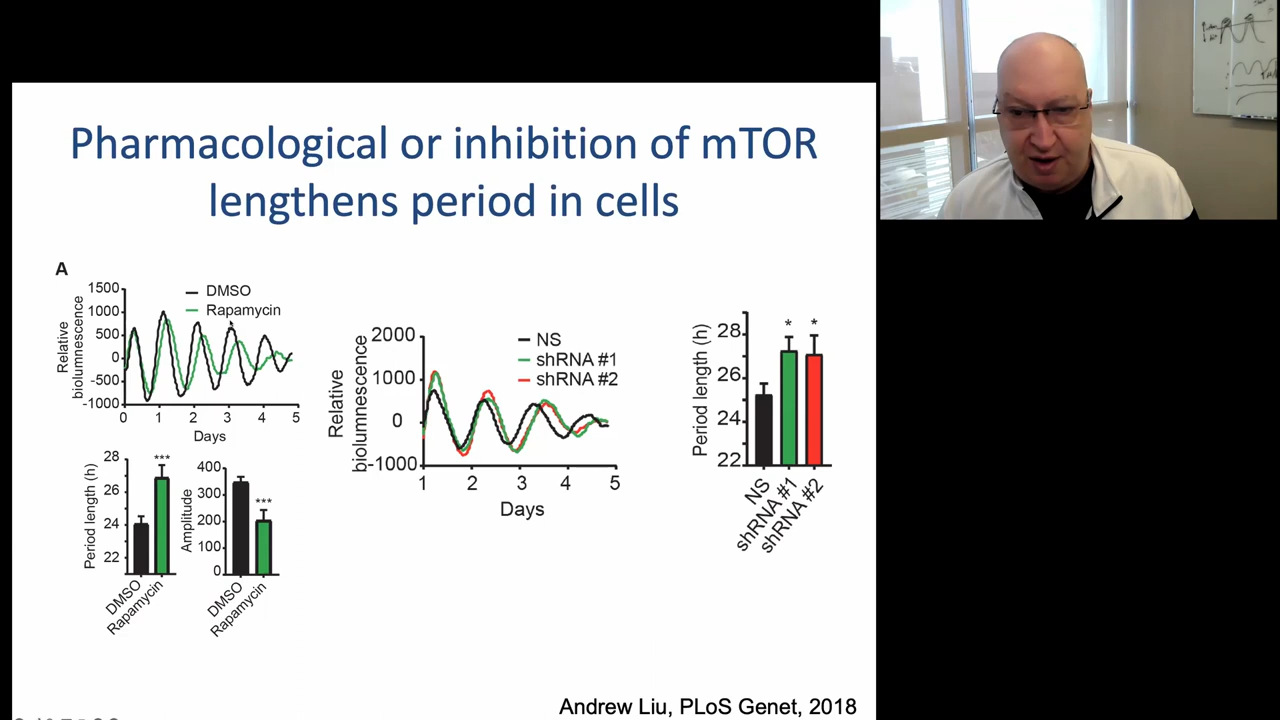 Pharmacological or inhibition of mTOR
lengthens period in cells
A
Relative
bioluminescence
1500
1000
500
0
-500
-1000
DMSO
Rapamycin
0 1 2 3 4 5
Days
Period length (h)
28
26
24
22
***
DMSO
Rapamycin
Amplitude
400
300
200
100
0
***
DMSO
Rapamycin
Relative
biolumnescence
2000
1000
0
-1000
NS
shRNA #1
shRNA #2
1 2 3 4 5
Days
Period length (h)
28
26
24
22
* *
NS
shRNA #1
shRNA #2
Andrew Liu, PLoS Genet, 2018